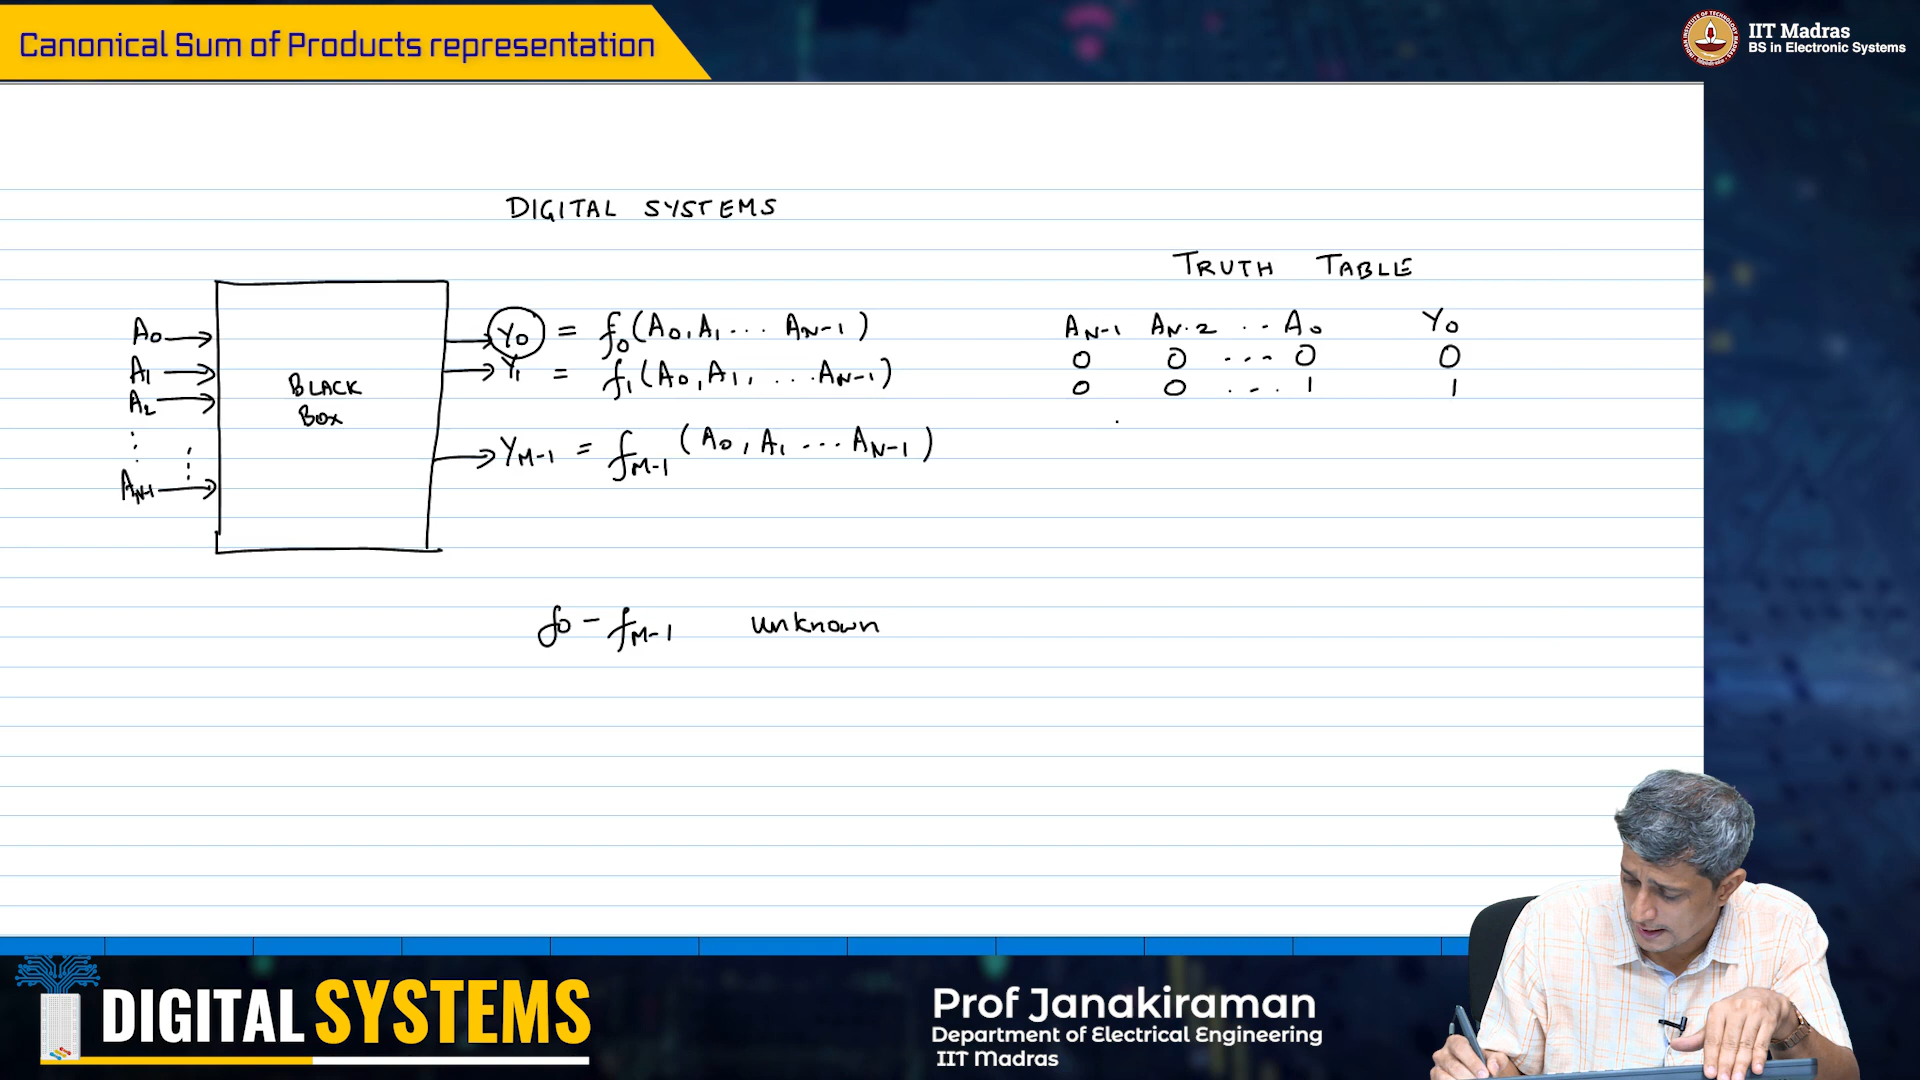 Canonical Sum of Products representation
IIT Madras
BS in Electronic Systems
DIGITAL SYSTEMS
TRUTH TABLE
A0
A1
A2
⋮
AN-1
BLACK
BOX
Y0 = f0 (A0, A1 ... AN-1)
Y1 = f1 (A0, A1, ... AN-1)
YM-1 = fM-1 (A0, A1 ... AN-1)
AN-1 AN-2 .. A0 Y0
0 0 ... 0 0
0 0 ... 1 1
f0 - fM-1 unknown
DIGITAL SYSTEMS
Prof Janakiraman
Department of Electrical Engineering
IIT Madras